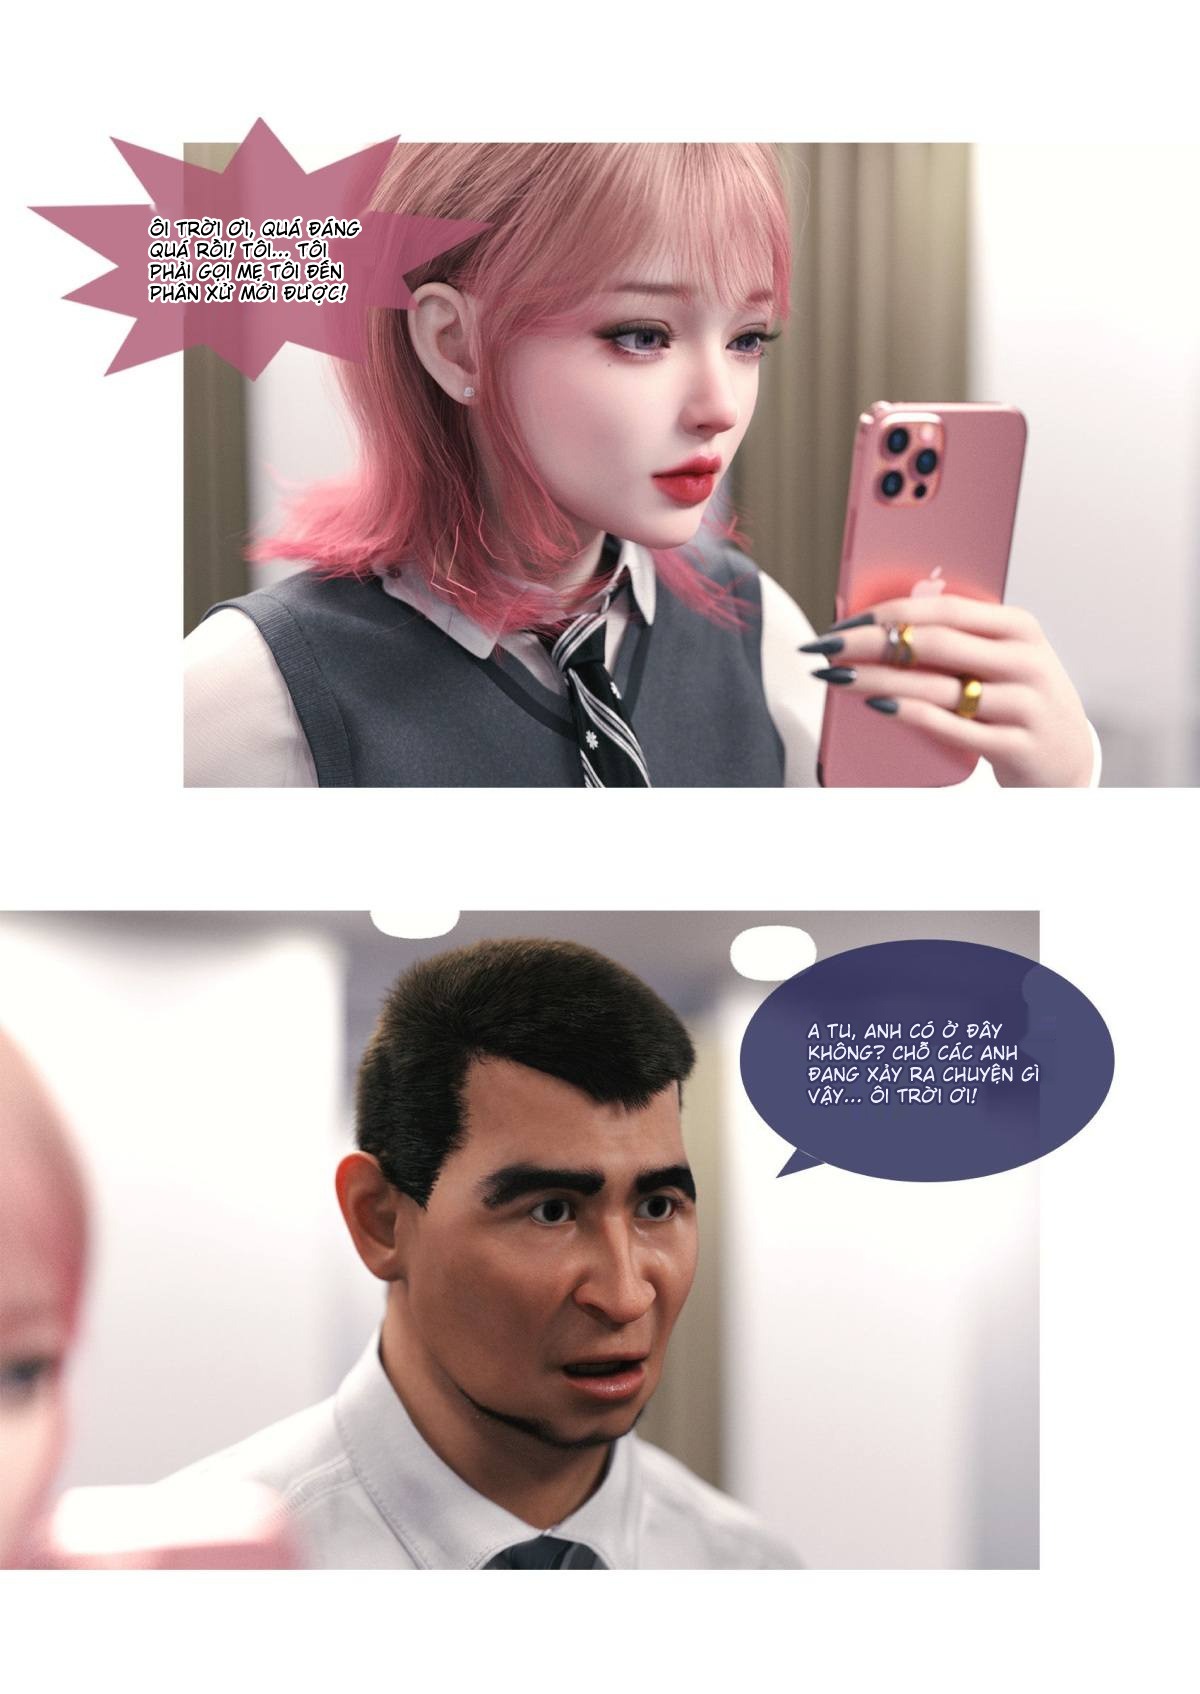 ÔI TRỜI ƠI, QUÁ ĐÁNG
QUÁ RỒI! TÔI... TÔI
PHẢI GỌI MẸ TÔI ĐẾN
PHÂN XỬ MỚI ĐƯỢC!
A TU, ANH CÓ Ở ĐÂY
KHÔNG? CHỖ CÁC ANH
ĐANG XẢY RA CHUYỆN GÌ
VẬY... ÔI TRỜI ƠI!